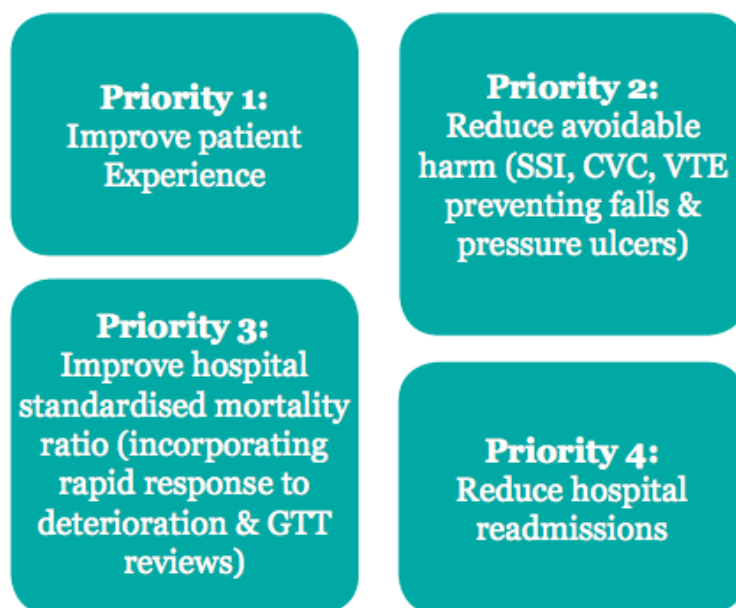 Priority 1:
Improve patient
Experience
Priority 2:
Reduce avoidable
harm (SSI, CVC, VTE
preventing falls &
pressure ulcers)
Priority 3:
Improve hospital
standardised mortality
ratio (incorporating
rapid response to
deterioration & GTT
reviews)
Priority 4:
Reduce hospital
readmissions